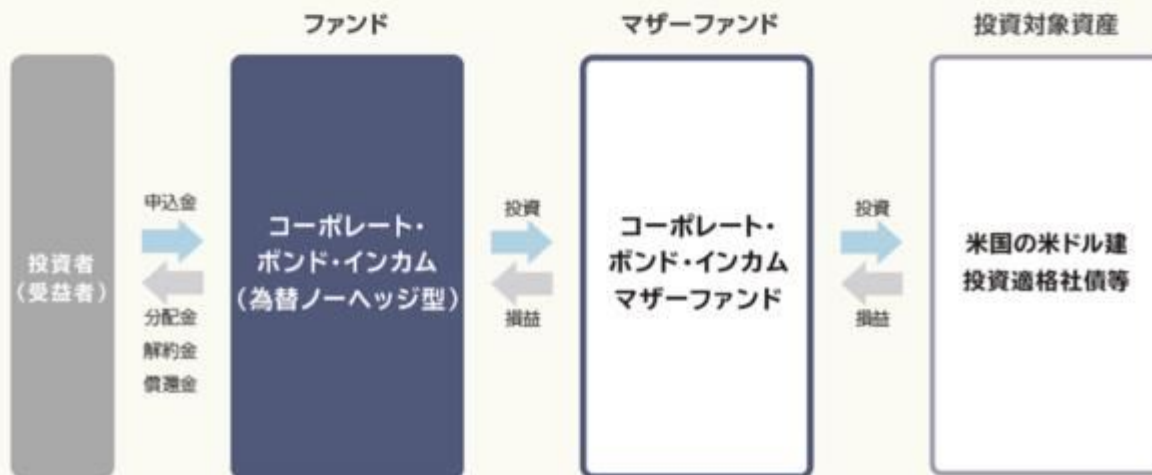 ファンド
マザーファンド
投資対象資産
投資者
（受益者）
申込金
分配金
解約金
償還金
コーポレート・
ボンド・インカム
（為替ノーヘッジ型）
投資
損益
コーポレート・
ボンド・インカム
マザーファンド
投資
損益
米国の米ドル建
投資適格社債等